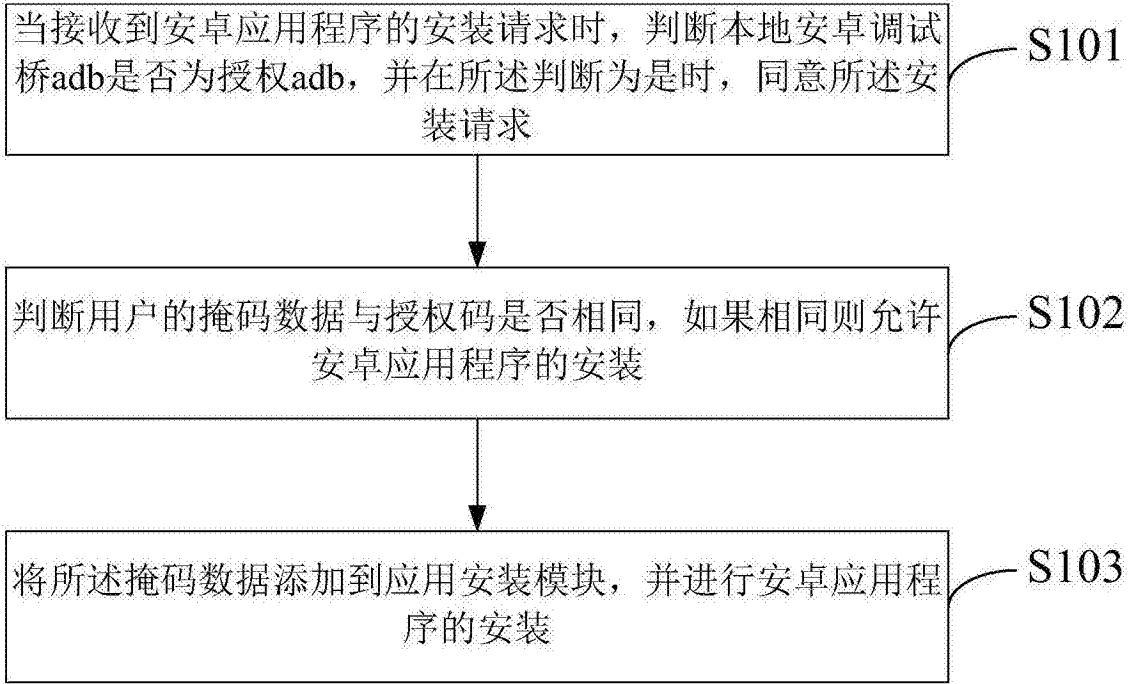 当接收到安卓应用程序的安装请求时，判断本地安卓调试
桥adb是否为授权adb，并在所述判断为是时，同意所述安
装请求
S101
判断用户的掩码数据与授权码是否相同，如果相同则允许
安卓应用程序的安装
S102
将所述掩码数据添加到应用安装模块，并进行安卓应用程
序的安装
S103